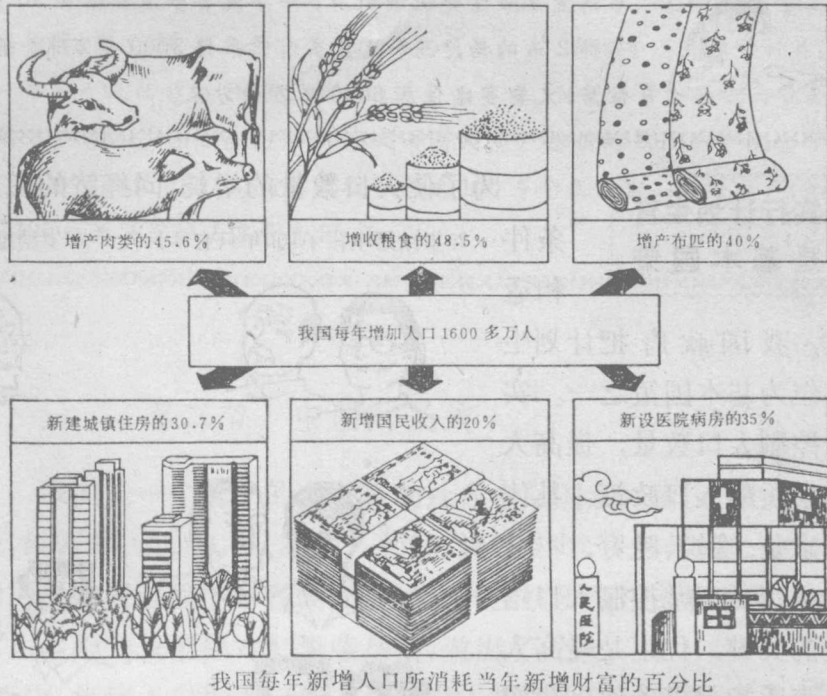 增产肉类的45.6%
增收粮食的48.5%
增产布匹的40%
我国每年增加人口1600多万人
新建城镇住房的30.7%
新增国民收入的20%
新设医院病房的35%
人民医院
我国每年新增人口所消耗当年新增财富的百分比